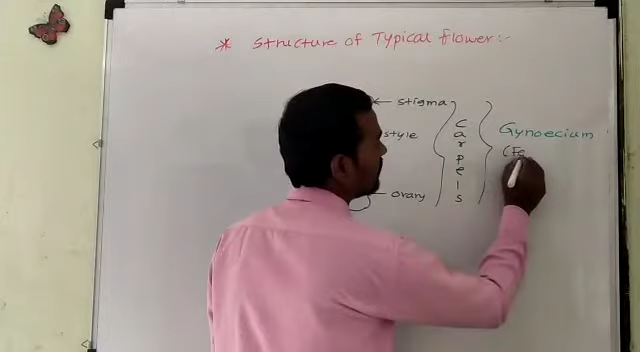 * Structure of Typical flower:-
stigma
style
ovary
Carpels
Gynoecium
(Fe